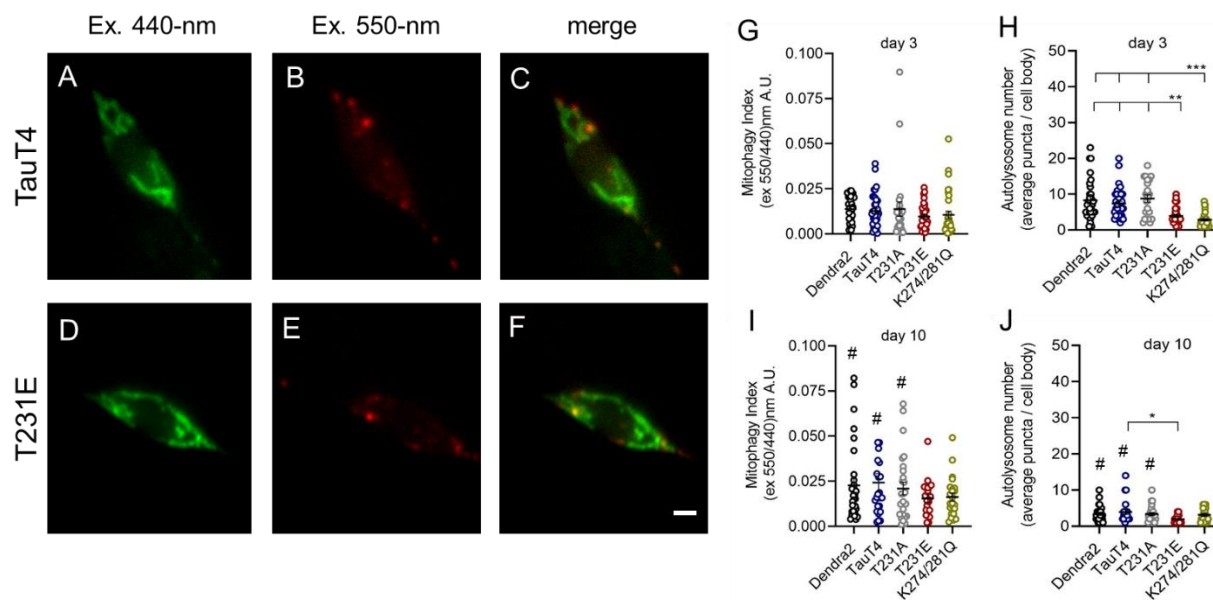 Ex. 440-nm Ex. 550-nm merge
TauT4
A B C
T231E
D E F
G
day 3
Mitophagy Index
(ex 550/440)nm A.U.
0.100
0.075
0.050
0.025
0.000
Dendra2 TauT4 T231A T231E K274/281Q
H
day 3
Autolysosome number
(average puncta / cell body)
50
40
30
20
10
0
***
**
Dendra2 TauT4 T231A T231E K274/281Q
I
day 10
Mitophagy Index
(ex 550/440)nm A.U.
0.100
0.075
0.050
0.025
0.000
# # #
Dendra2 TauT4 T231A T231E K274/281Q
J
day 10
Autolysosome number
(average puncta / cell body)
50
40
30
20
10
0
*
# # #
Dendra2 TauT4 T231A T231E K274/281Q